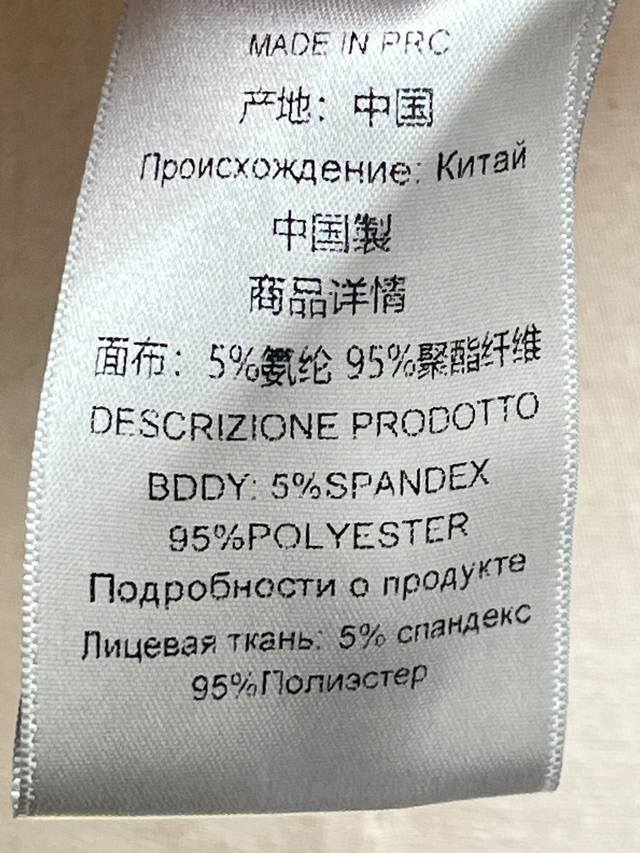 MADE IN PRC
产地：中国
Происхождение: Китай
中国製
商品详情
面布：5%氨纶 95%聚酯纤维
DESCRIZIONE PRODOTTO
BDDY: 5%SPANDEX
95%POLYESTER
Подробности о продукте
Лицевая ткань: 5% спандекс
95%Полиэстер